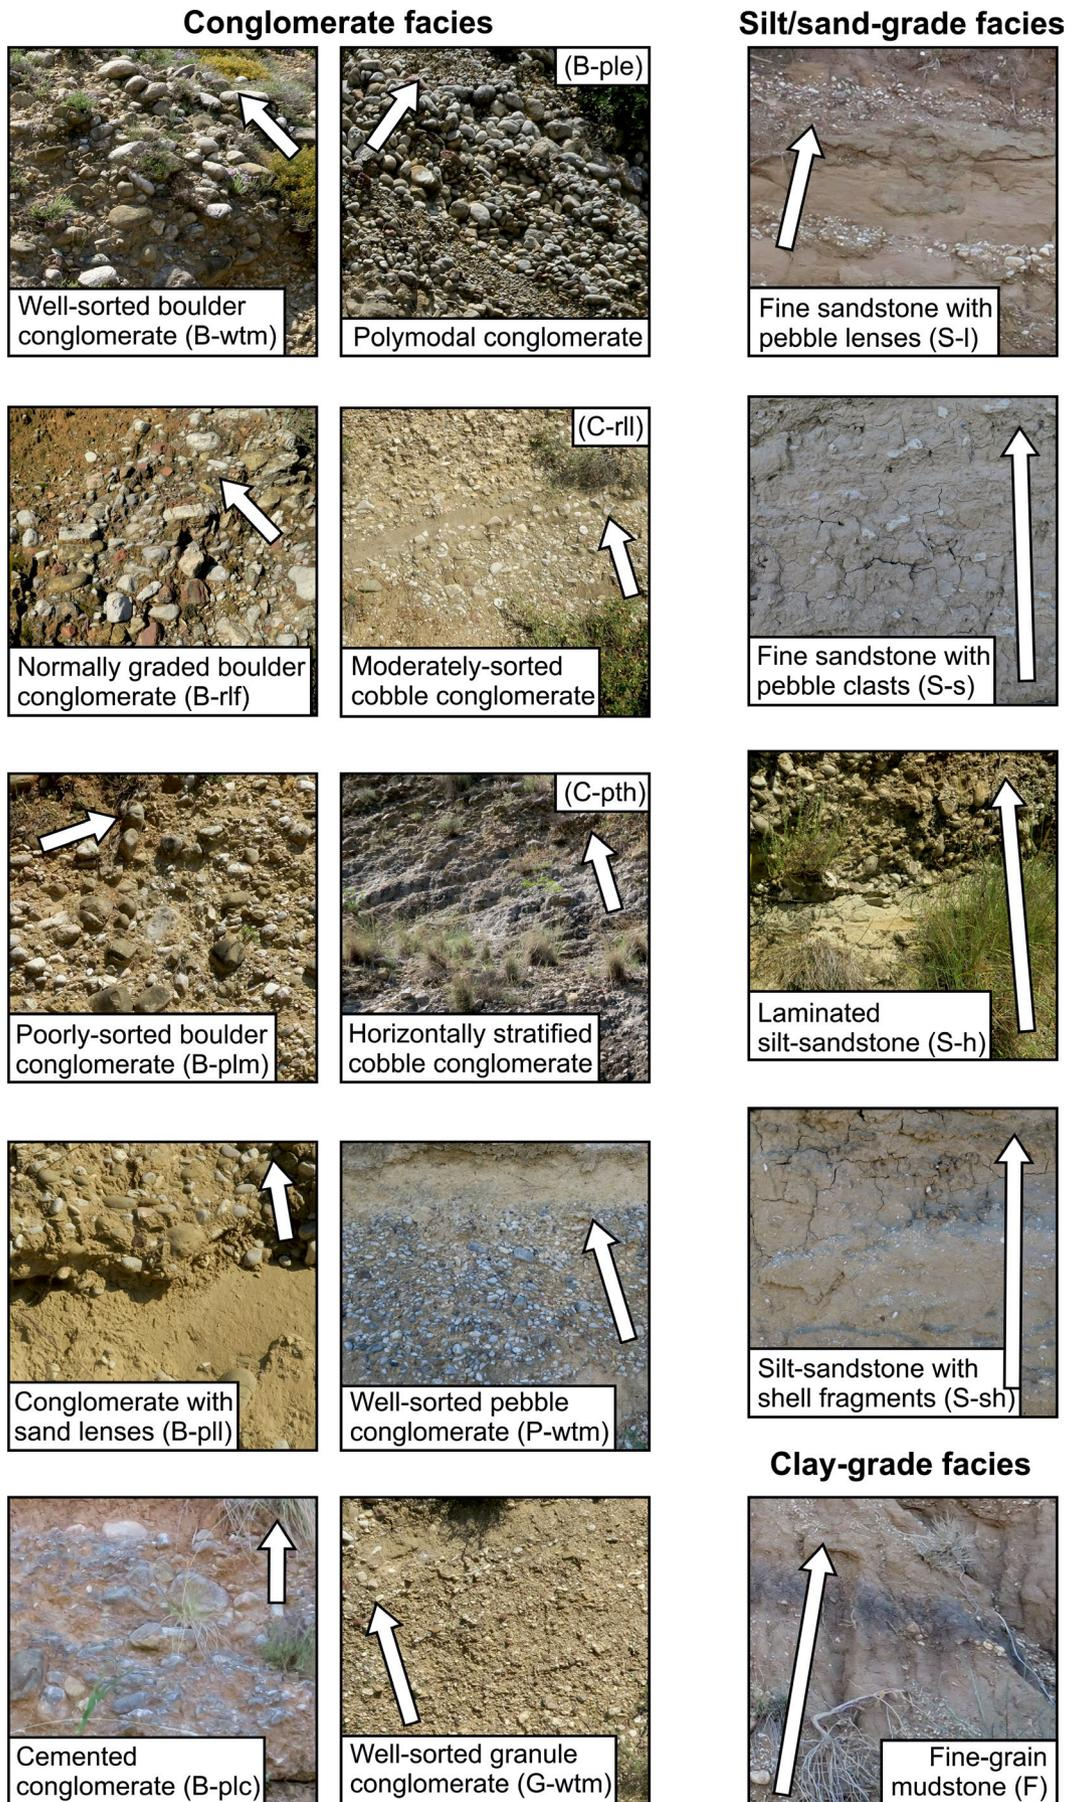 Conglomerate facies
Silt/sand-grade facies
Well-sorted boulder
conglomerate (B-wtm)
(B-ple)
Polymodal conglomerate
Fine sandstone with
pebble lenses (S-l)
Normally graded boulder
conglomerate (B-rlf)
(C-rll)
Moderately-sorted
cobble conglomerate
Fine sandstone with
pebble clasts (S-s)
Poorly-sorted boulder
conglomerate (B-plm)
(C-pth)
Horizontally stratified
cobble conglomerate
Laminated
silt-sandstone (S-h)
Conglomerate with
sand lenses (B-pll)
Well-sorted pebble
conglomerate (P-wtm)
Silt-sandstone with
shell fragments (S-sh)
Clay-grade facies
Cemented
conglomerate (B-plc)
Well-sorted granule
conglomerate (G-wtm)
Fine-grain
mudstone (F)